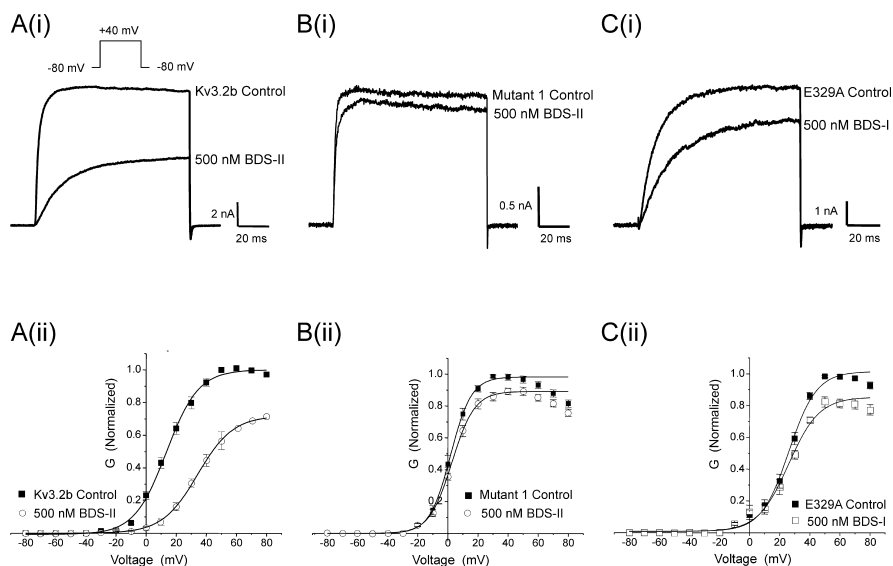 A(i)
B(i)
C(i)
+40 mV
-80 mV
-80 mV
Kv3.2b Control
500 nM BDS-II
2 nA
20 ms
Mutant 1 Control
500 nM BDS-II
0.5 nA
20 ms
E329A Control
500 nM BDS-I
1 nA
20 ms
A(ii)
G (Normalized)
1.0
0.8
0.6
0.4
0.2
Kv3.2b Control
500 nM BDS-II
-80 -60 -40 -20 0 20 40 60 80
Voltage (mV)
B(ii)
G (Normalized)
1.0
0.8
0.6
0.4
0.2
Mutant 1 Control
500 nM BDS-II
-80 -60 -40 -20 0 20 40 60 80
Voltage (mV)
C(ii)
G (Normalized)
1.0
0.8
0.6
0.4
0.2
E329A Control
500 nM BDS-I
-80 -60 -40 -20 0 20 40 60 80
Voltage (mV)